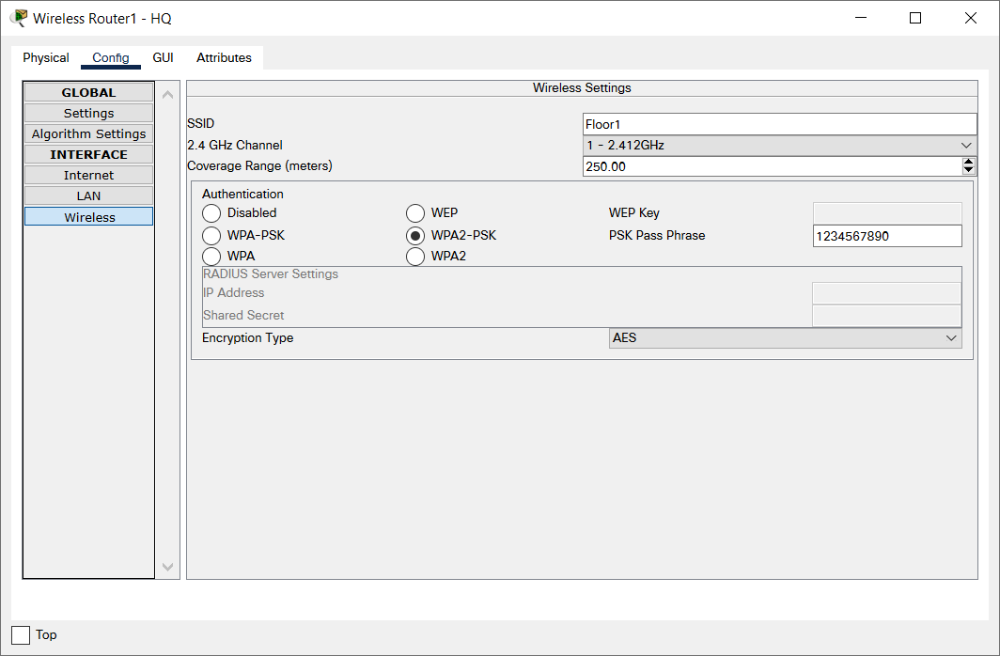 Wireless Router1 - HQ
Physical Config GUI Attributes
GLOBAL
Settings
Algorithm Settings
INTERFACE
Internet
LAN
Wireless
Wireless Settings
SSID Floor1
2.4 GHz Channel 1 - 2.412GHz
Coverage Range (meters) 250.00
Authentication
Disabled WEP WEP Key
WPA-PSK WPA2-PSK PSK Pass Phrase 1234567890
WPA WPA2
RADIUS Server Settings
IP Address
Shared Secret
Encryption Type AES
Top